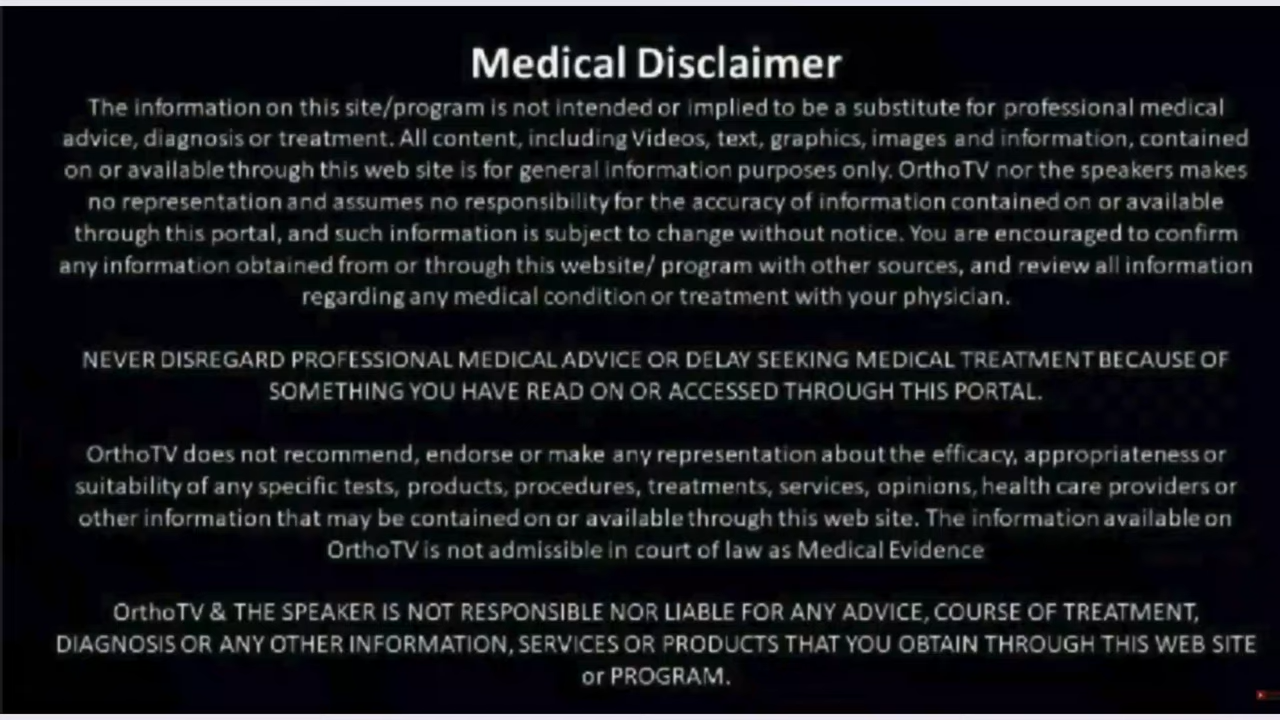 Medical Disclaimer
The information on this site/program is not intended or implied to be a substitute for professional medical
advice, diagnosis or treatment. All content, including Videos, text, graphics, images and information, contained
on or available through this web site is for general information purposes only. OrthoTV nor the speakers makes
no representation and assumes no responsibility for the accuracy of information contained on or available
through this portal, and such information is subject to change without notice. You are encouraged to confirm
any information obtained from or through this website/ program with other sources, and review all information
regarding any medical condition or treatment with your physician.
NEVER DISREGARD PROFESSIONAL MEDICAL ADVICE OR DELAY SEEKING MEDICAL TREATMENT BECAUSE OF
SOMETHING YOU HAVE READ ON OR ACCESSED THROUGH THIS PORTAL.
OrthoTV does not recommend, endorse or make any representation about the efficacy, appropriateness or
suitability of any specific tests, products, procedures, treatments, services, opinions, health care providers or
other information that may be contained on or available through this web site. The information available on
OrthoTV is not admissible in court of law as Medical Evidence
OrthoTV & THE SPEAKER IS NOT RESPONSIBLE NOR LIABLE FOR ANY ADVICE, COURSE OF TREATMENT,
DIAGNOSIS OR ANY OTHER INFORMATION, SERVICES OR PRODUCTS THAT YOU OBTAIN THROUGH THIS WEB SITE
or PROGRAM.